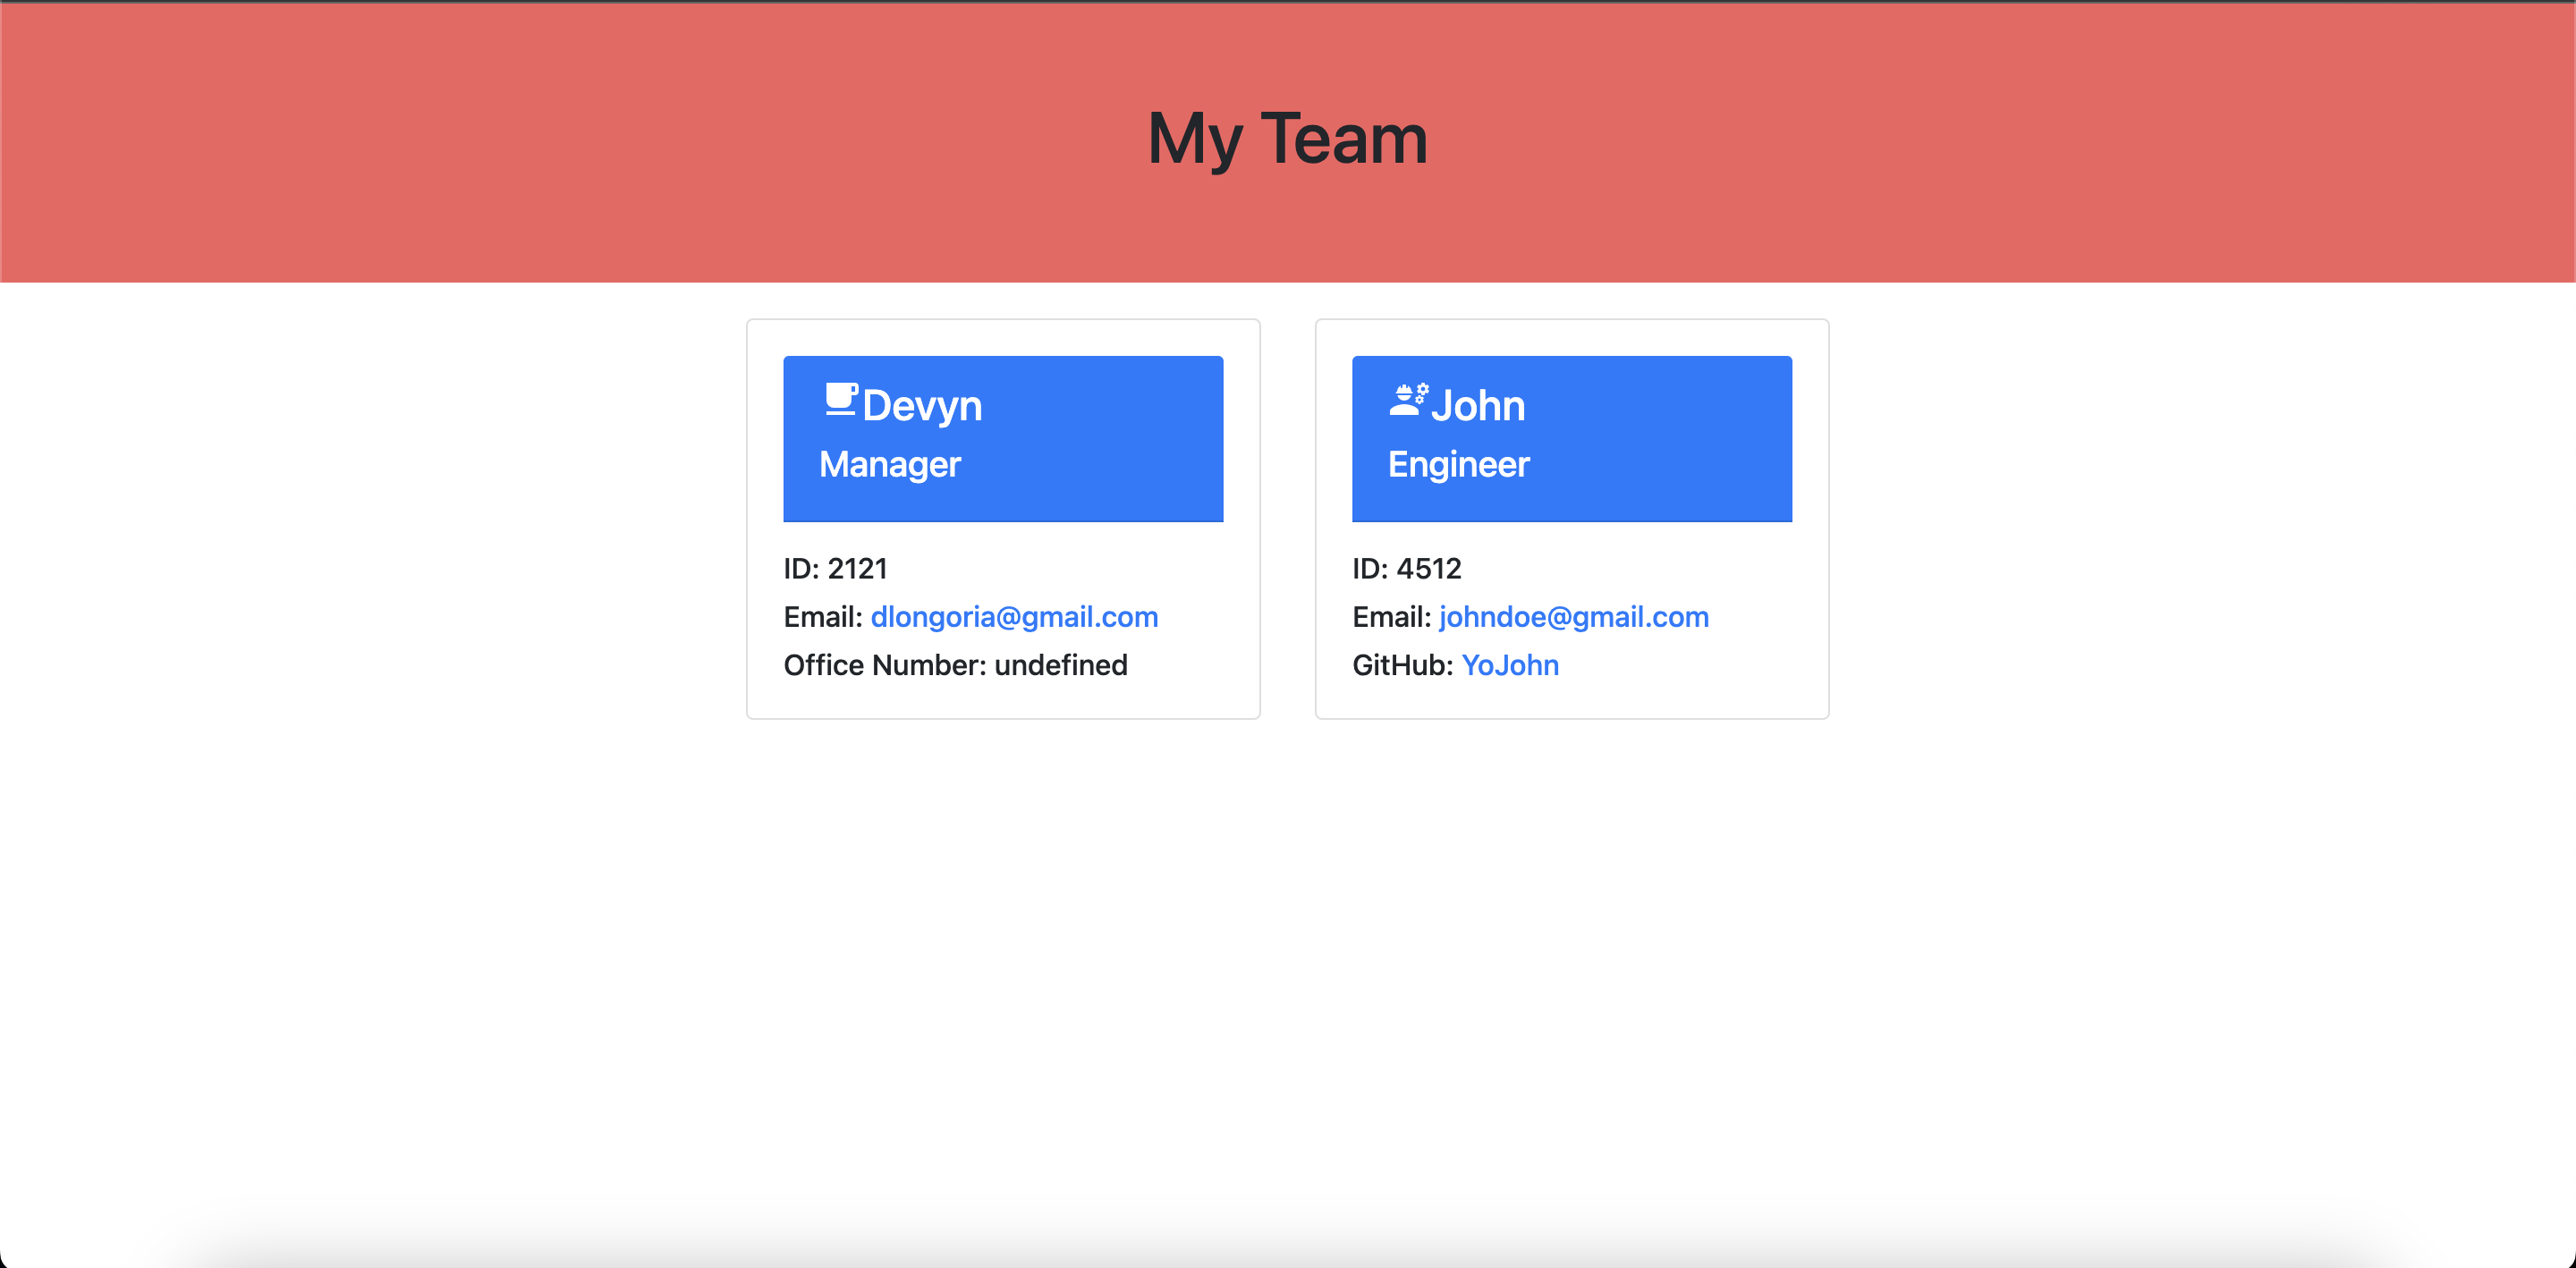 My Team
Devyn
Manager
ID: 2121
Email: dlongoria@gmail.com
Office Number: undefined
John
Engineer
ID: 4512
Email: johndoe@gmail.com
GitHub: YoJohn